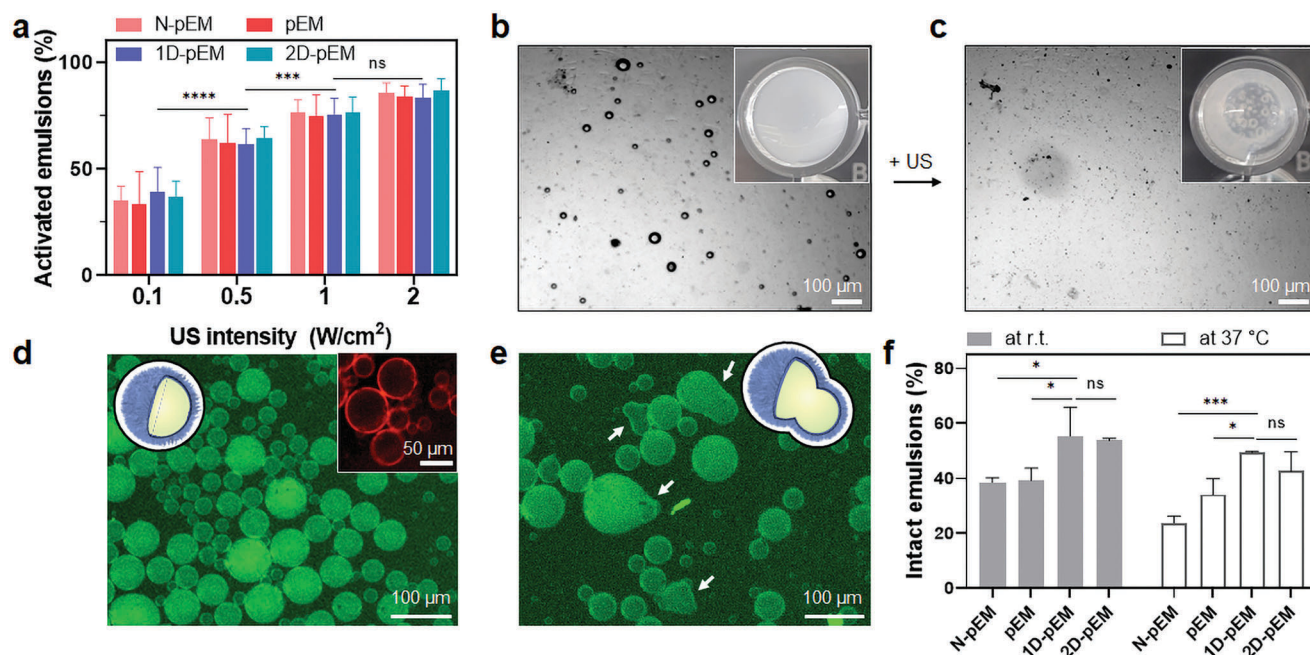 a
N-pEM
pEM
1D-pEM
2D-pEM
Activated emulsions (%)
100
50
0
****
***
ns
0.1
0.5
1
2
US intensity (W/cm²)
b
B
100 µm
+ US
c
B
100 µm
d
50 µm
100 µm
e
100 µm
f
at r.t.
at 37 °C
Intact emulsions (%)
80
60
40
20
0
*
*
ns
***
*
ns
N-pEM
pEM
1D-pEM
2D-pEM
N-pEM
pEM
1D-pEM
2D-pEM